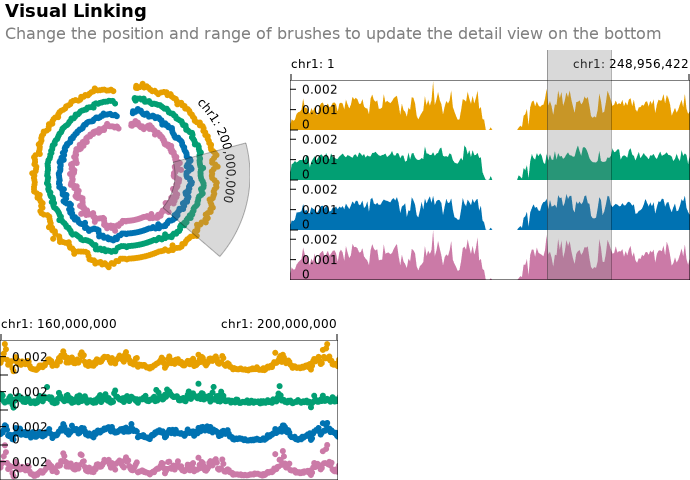 Visual Linking
Change the position and range of brushes to update the detail view on the bottom
chr1: 1
chr1: 248,956,422
chr1: 200,000,000
0.002
0.001
0
0.002
0.001
0
0.002
0.001
0
0.002
0.001
0
chr1: 160,000,000
chr1: 200,000,000
0.002
0
0.002
0
0.002
0
0.002
0